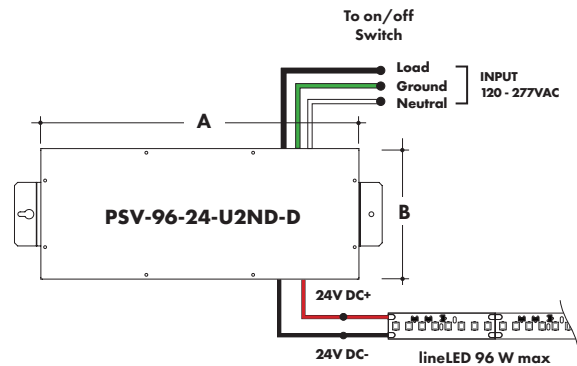 To on/off
Switch
Load
Ground
Neutral
INPUT
120 - 277VAC
A
B
PSV-96-24-U2ND-D
24V DC+
24V DC-
lineLED 96 W max